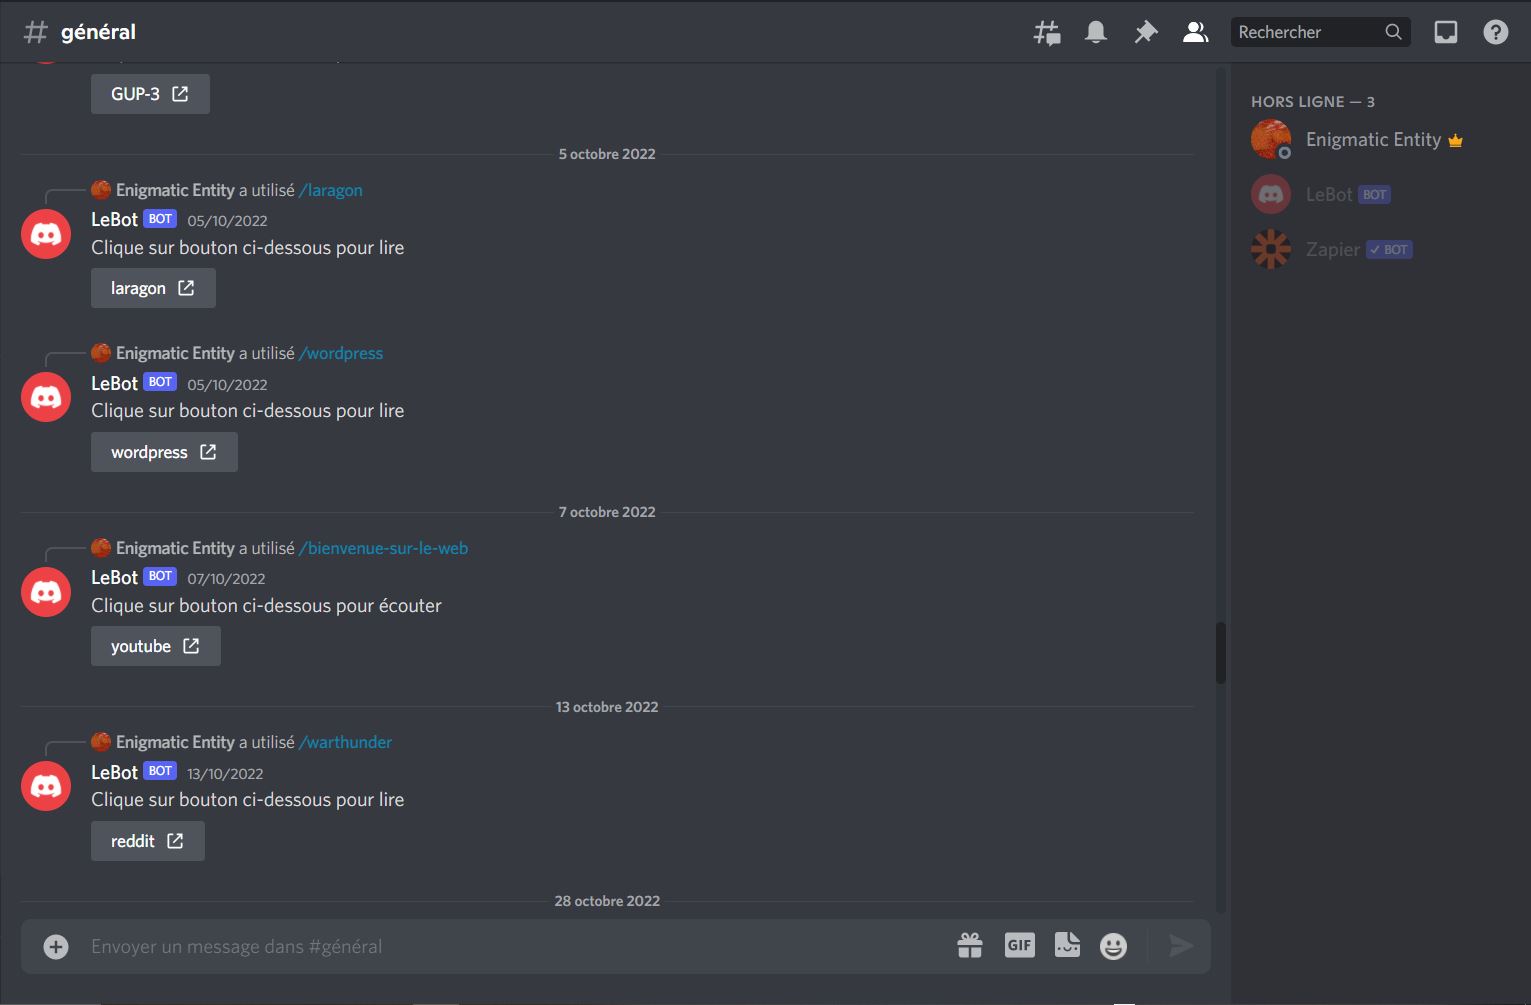 général
Rechercher
HORS LIGNE — 3
Enigmatic Entity
LeBot BOT
Zapier BOT
GUP-3
5 octobre 2022
Enigmatic Entity a utilisé /laragon
LeBot BOT 05/10/2022
Clique sur bouton ci-dessous pour lire
laragon
Enigmatic Entity a utilisé /wordpress
LeBot BOT 05/10/2022
Clique sur bouton ci-dessous pour lire
wordpress
7 octobre 2022
Enigmatic Entity a utilisé /bienvenue-sur-le-web
LeBot BOT 07/10/2022
Clique sur bouton ci-dessous pour écouter
youtube
13 octobre 2022
Enigmatic Entity a utilisé /warthunder
LeBot BOT 13/10/2022
Clique sur bouton ci-dessous pour lire
reddit
28 octobre 2022
Envoyer un message dans #général
GIF